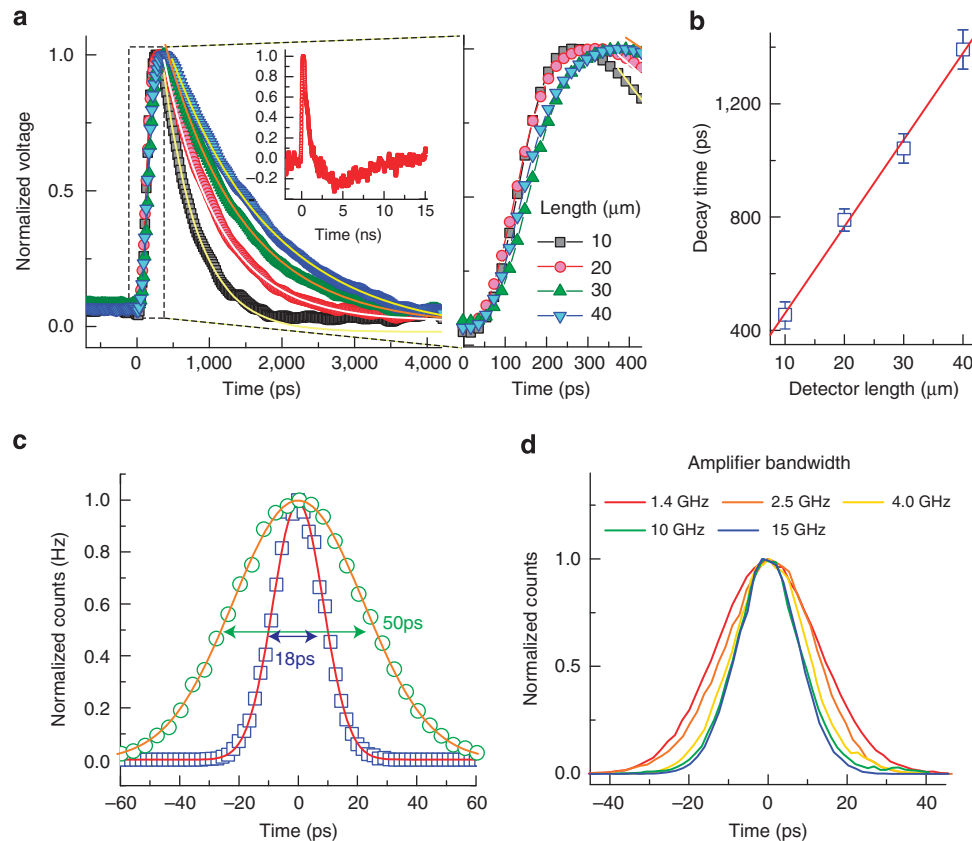 a
Normalized voltage
1.0
0.5
0.0
0
1,000
2,000
3,000
4,000
Time (ps)
1.0
0.8
0.6
0.4
0.2
0.0
−0.2
0
5
10
15
Time (ns)
Length (μm)
10
20
30
40
0
100
200
300
400
Time (ps)
b
Decay time (ps)
1,200
800
400
10
20
30
40
Detector length (μm)
c
Normalized counts (Hz)
1.0
0.8
0.6
0.4
0.2
0.0
50ps
18ps
−60
−40
−20
0
20
40
60
Time (ps)
d
Amplifier bandwidth
1.4 GHz
2.5 GHz
4.0 GHz
10 GHz
15 GHz
Normalized counts
1.0
0.5
0.0
−40
−20
0
20
40
Time (ps)